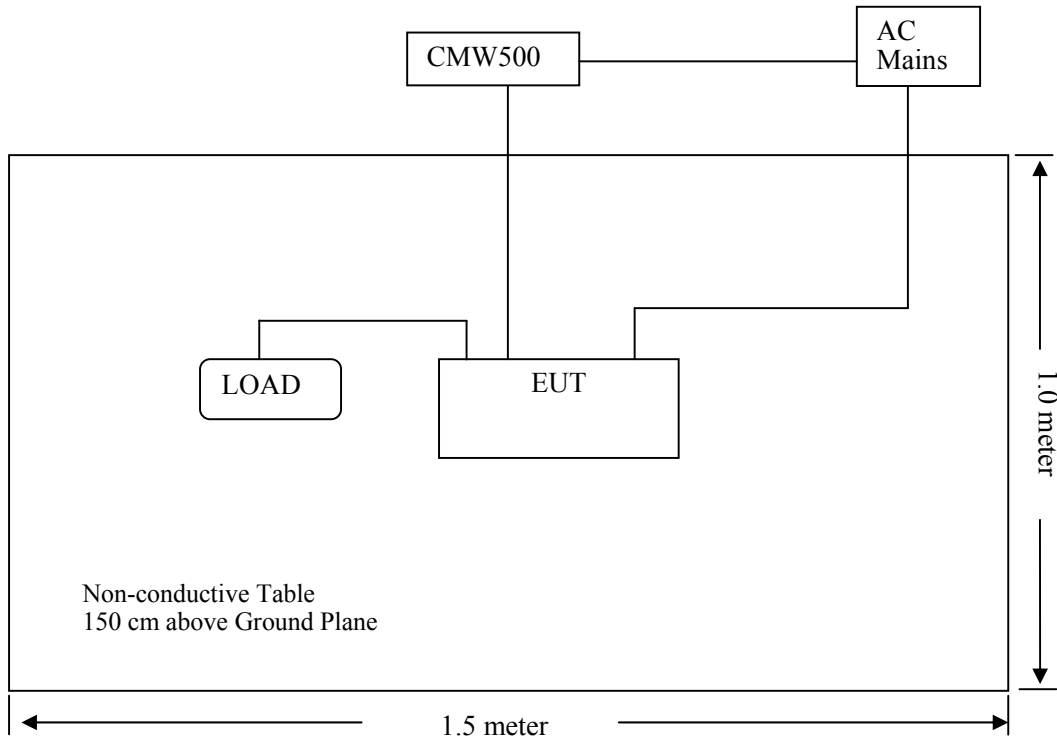 CMW500
AC
Mains
LOAD
EUT
1.0 meter
Non-conductive Table
150 cm above Ground Plane
1.5 meter